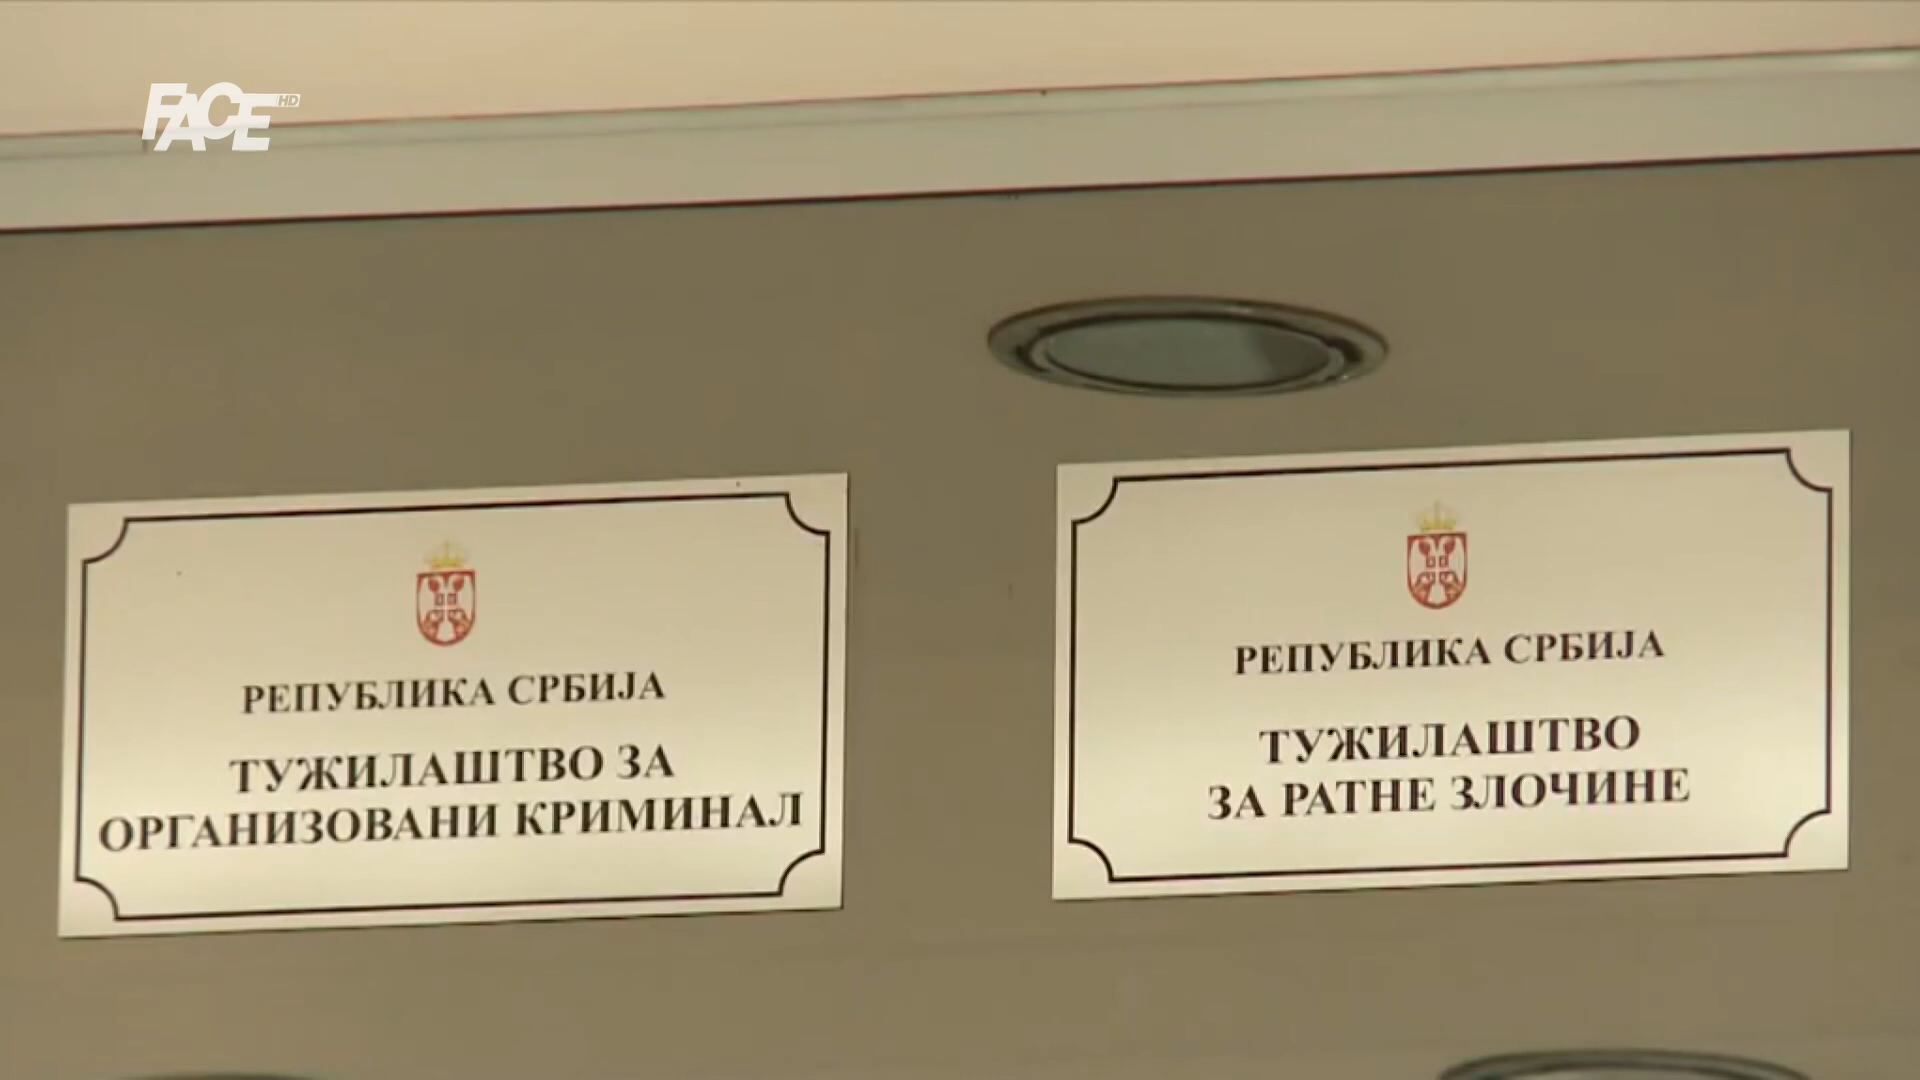 FACE HD
РЕПУБЛИКА СРБИЈА
ТУЖИЛАШТВО ЗА
ОРГАНИЗОВАНИ КРИМИНАЛ
РЕПУБЛИКА СРБИЈА
ТУЖИЛАШТВО
ЗА РАТНЕ ЗЛОЧИНЕ